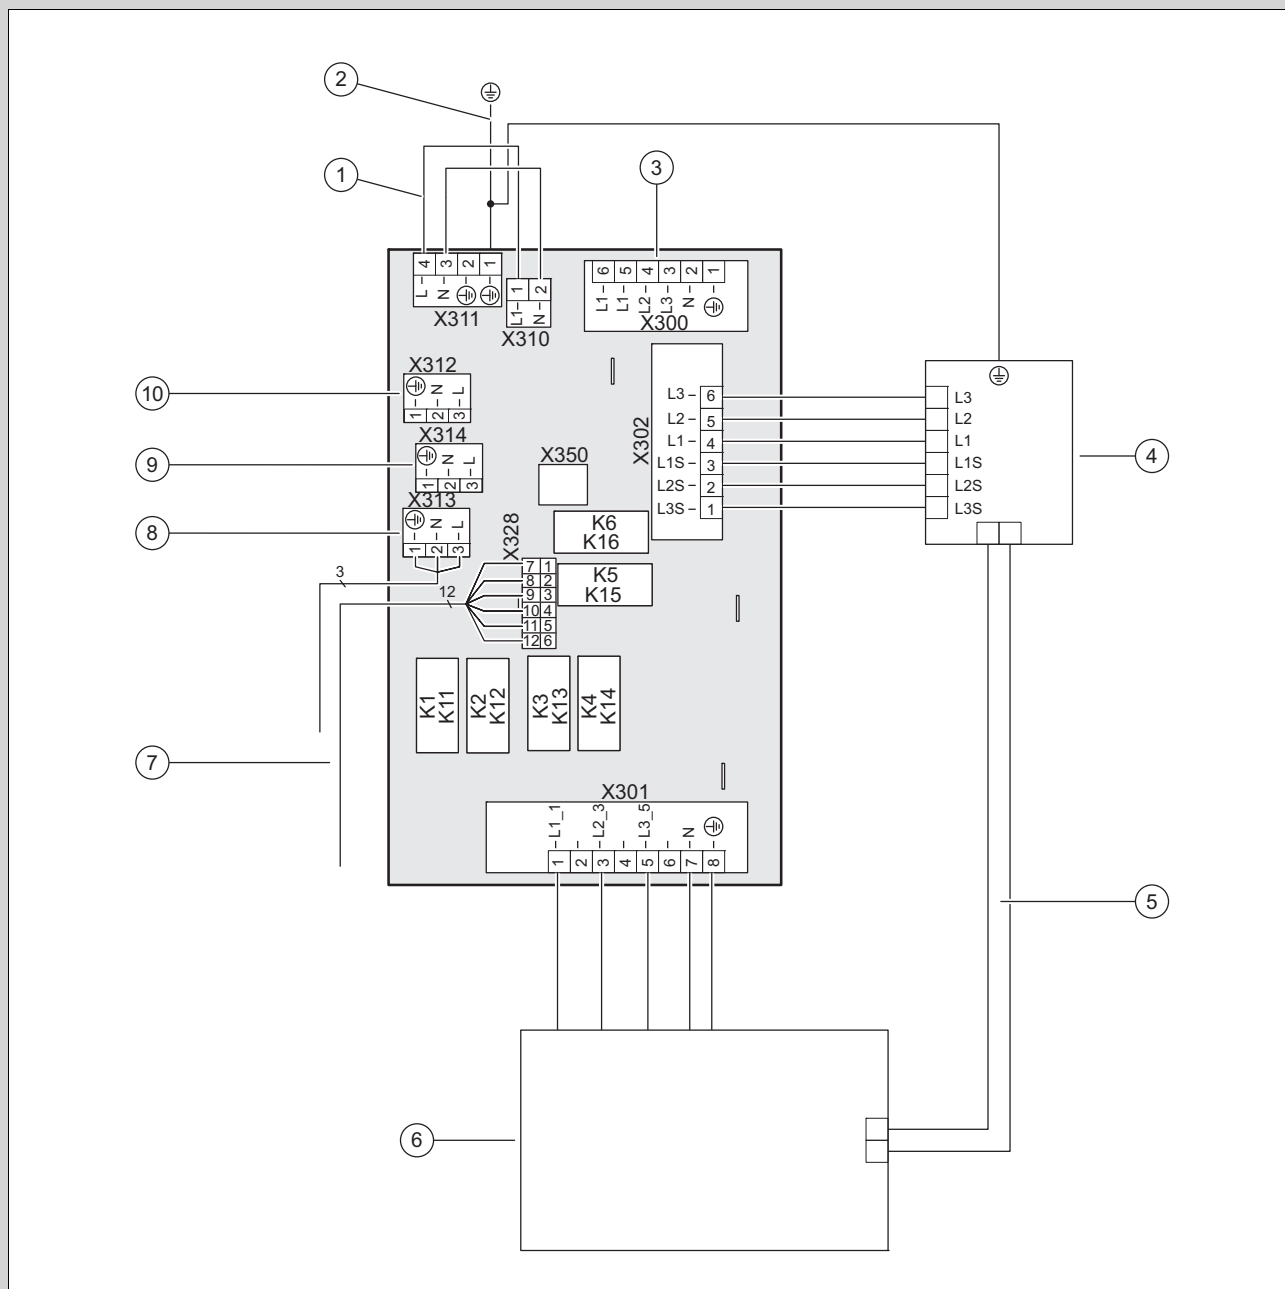 2
1
3
4 3 2 1
L N
X311
1 2
L1 N
X310
6 5 4 3 2 1
L1 L1 L2 L3 N
X300
X312
10
N L
1 2 3
X314
9
N L
1 2 3
X313
8
N L
1 2 3
X350
X328
K6
K16
K5
K15
7 1
8 2
9 3
10 4
11 5
12 6
3
12
X302
L3 6
L2 5
L1 4
L1S 3
L2S 2
L3S 1
L3
L2
L1
L1S
L2S
L3S
4
K1
K11
K2
K12
K3
K13
K4
K14
7
X301
L1_1 L2_3 L3_5 N
1 2 3 4 5 6 7 8
5
6